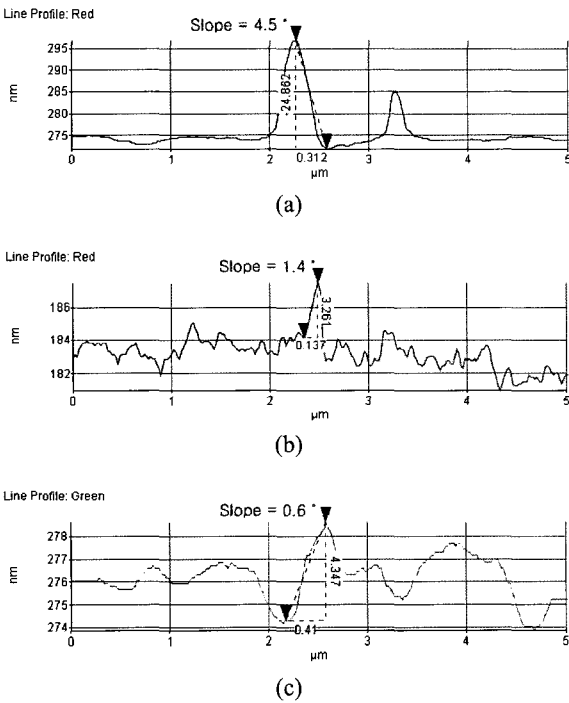 Line Profile: Red
Slope = 4.5 °
295
290
285
280
275
nm
-24.862
0.312
0 1 2 3 4 5
µm
(a)
Line Profile: Red
Slope = 1.4 °
186
184
182
nm
3.261
0.137
0 1 2 3 4 5
µm
(b)
Line Profile: Green
Slope = 0.6 °
278
277
276
275
274
nm
4.347
0.41
0 1 2 3 4 5
µm
(c)